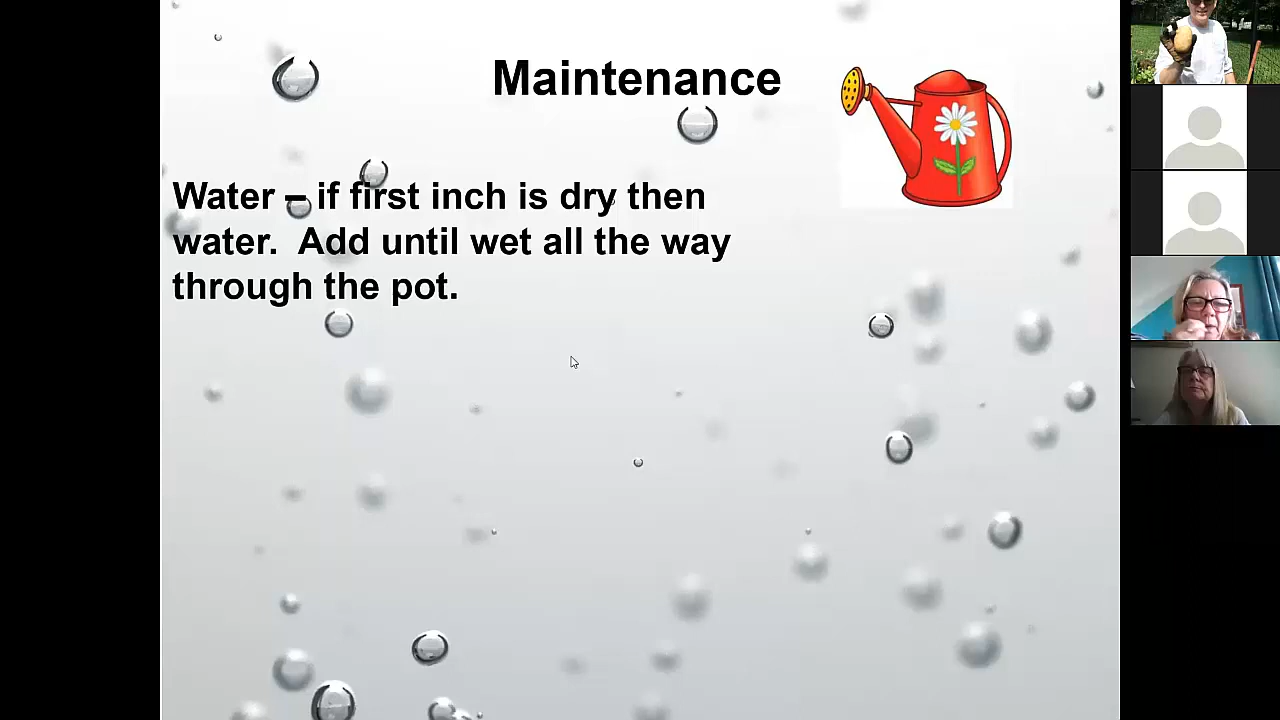 Maintenance
Water – if first inch is dry then
water.  Add until wet all the way
through the pot.